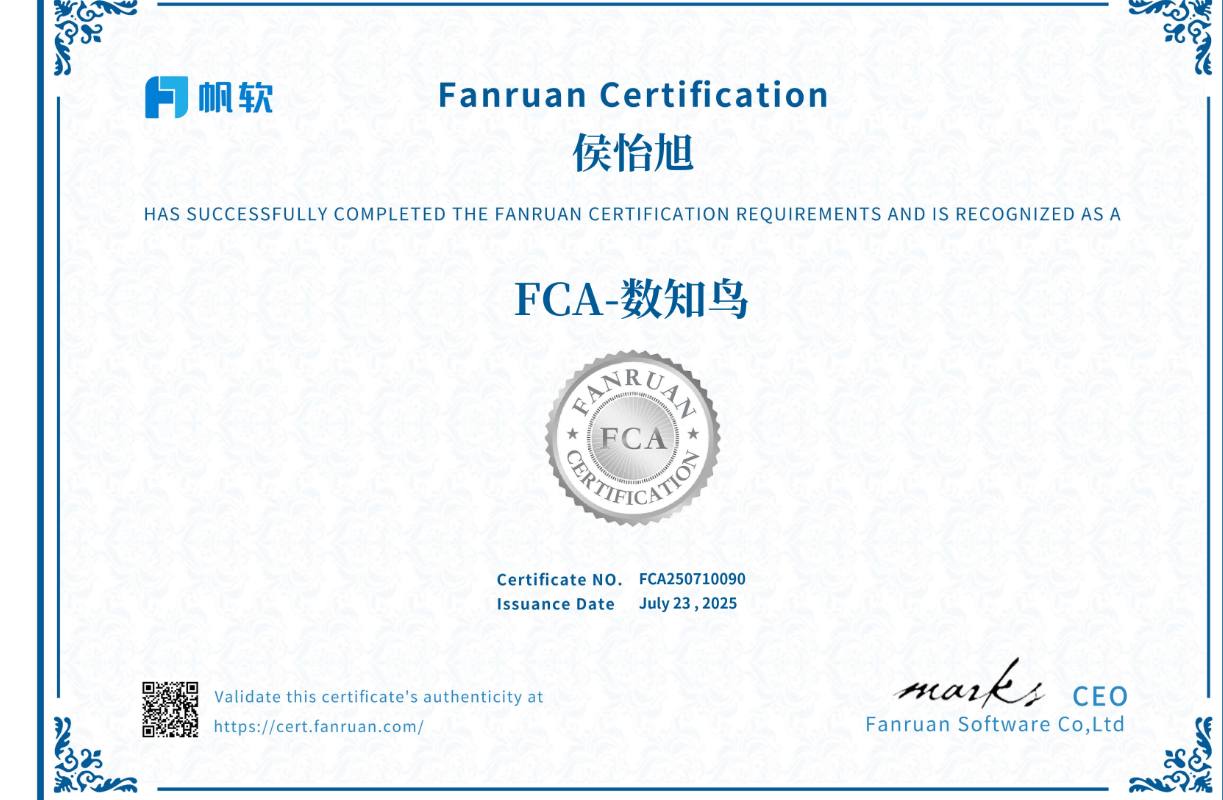 帆软
Fanruan Certification
侯怡旭
HAS SUCCESSFULLY COMPLETED THE FANRUAN CERTIFICATION REQUIREMENTS AND IS RECOGNIZED AS A
FCA-数知鸟
FANRUAN
FCA
CERTIFICATION
Certificate NO. FCA250710090
Issuance Date July 23 , 2025
marks CEO
Validate this certificate's authenticity at
https://cert.fanruan.com/
Fanruan Software Co,Ltd